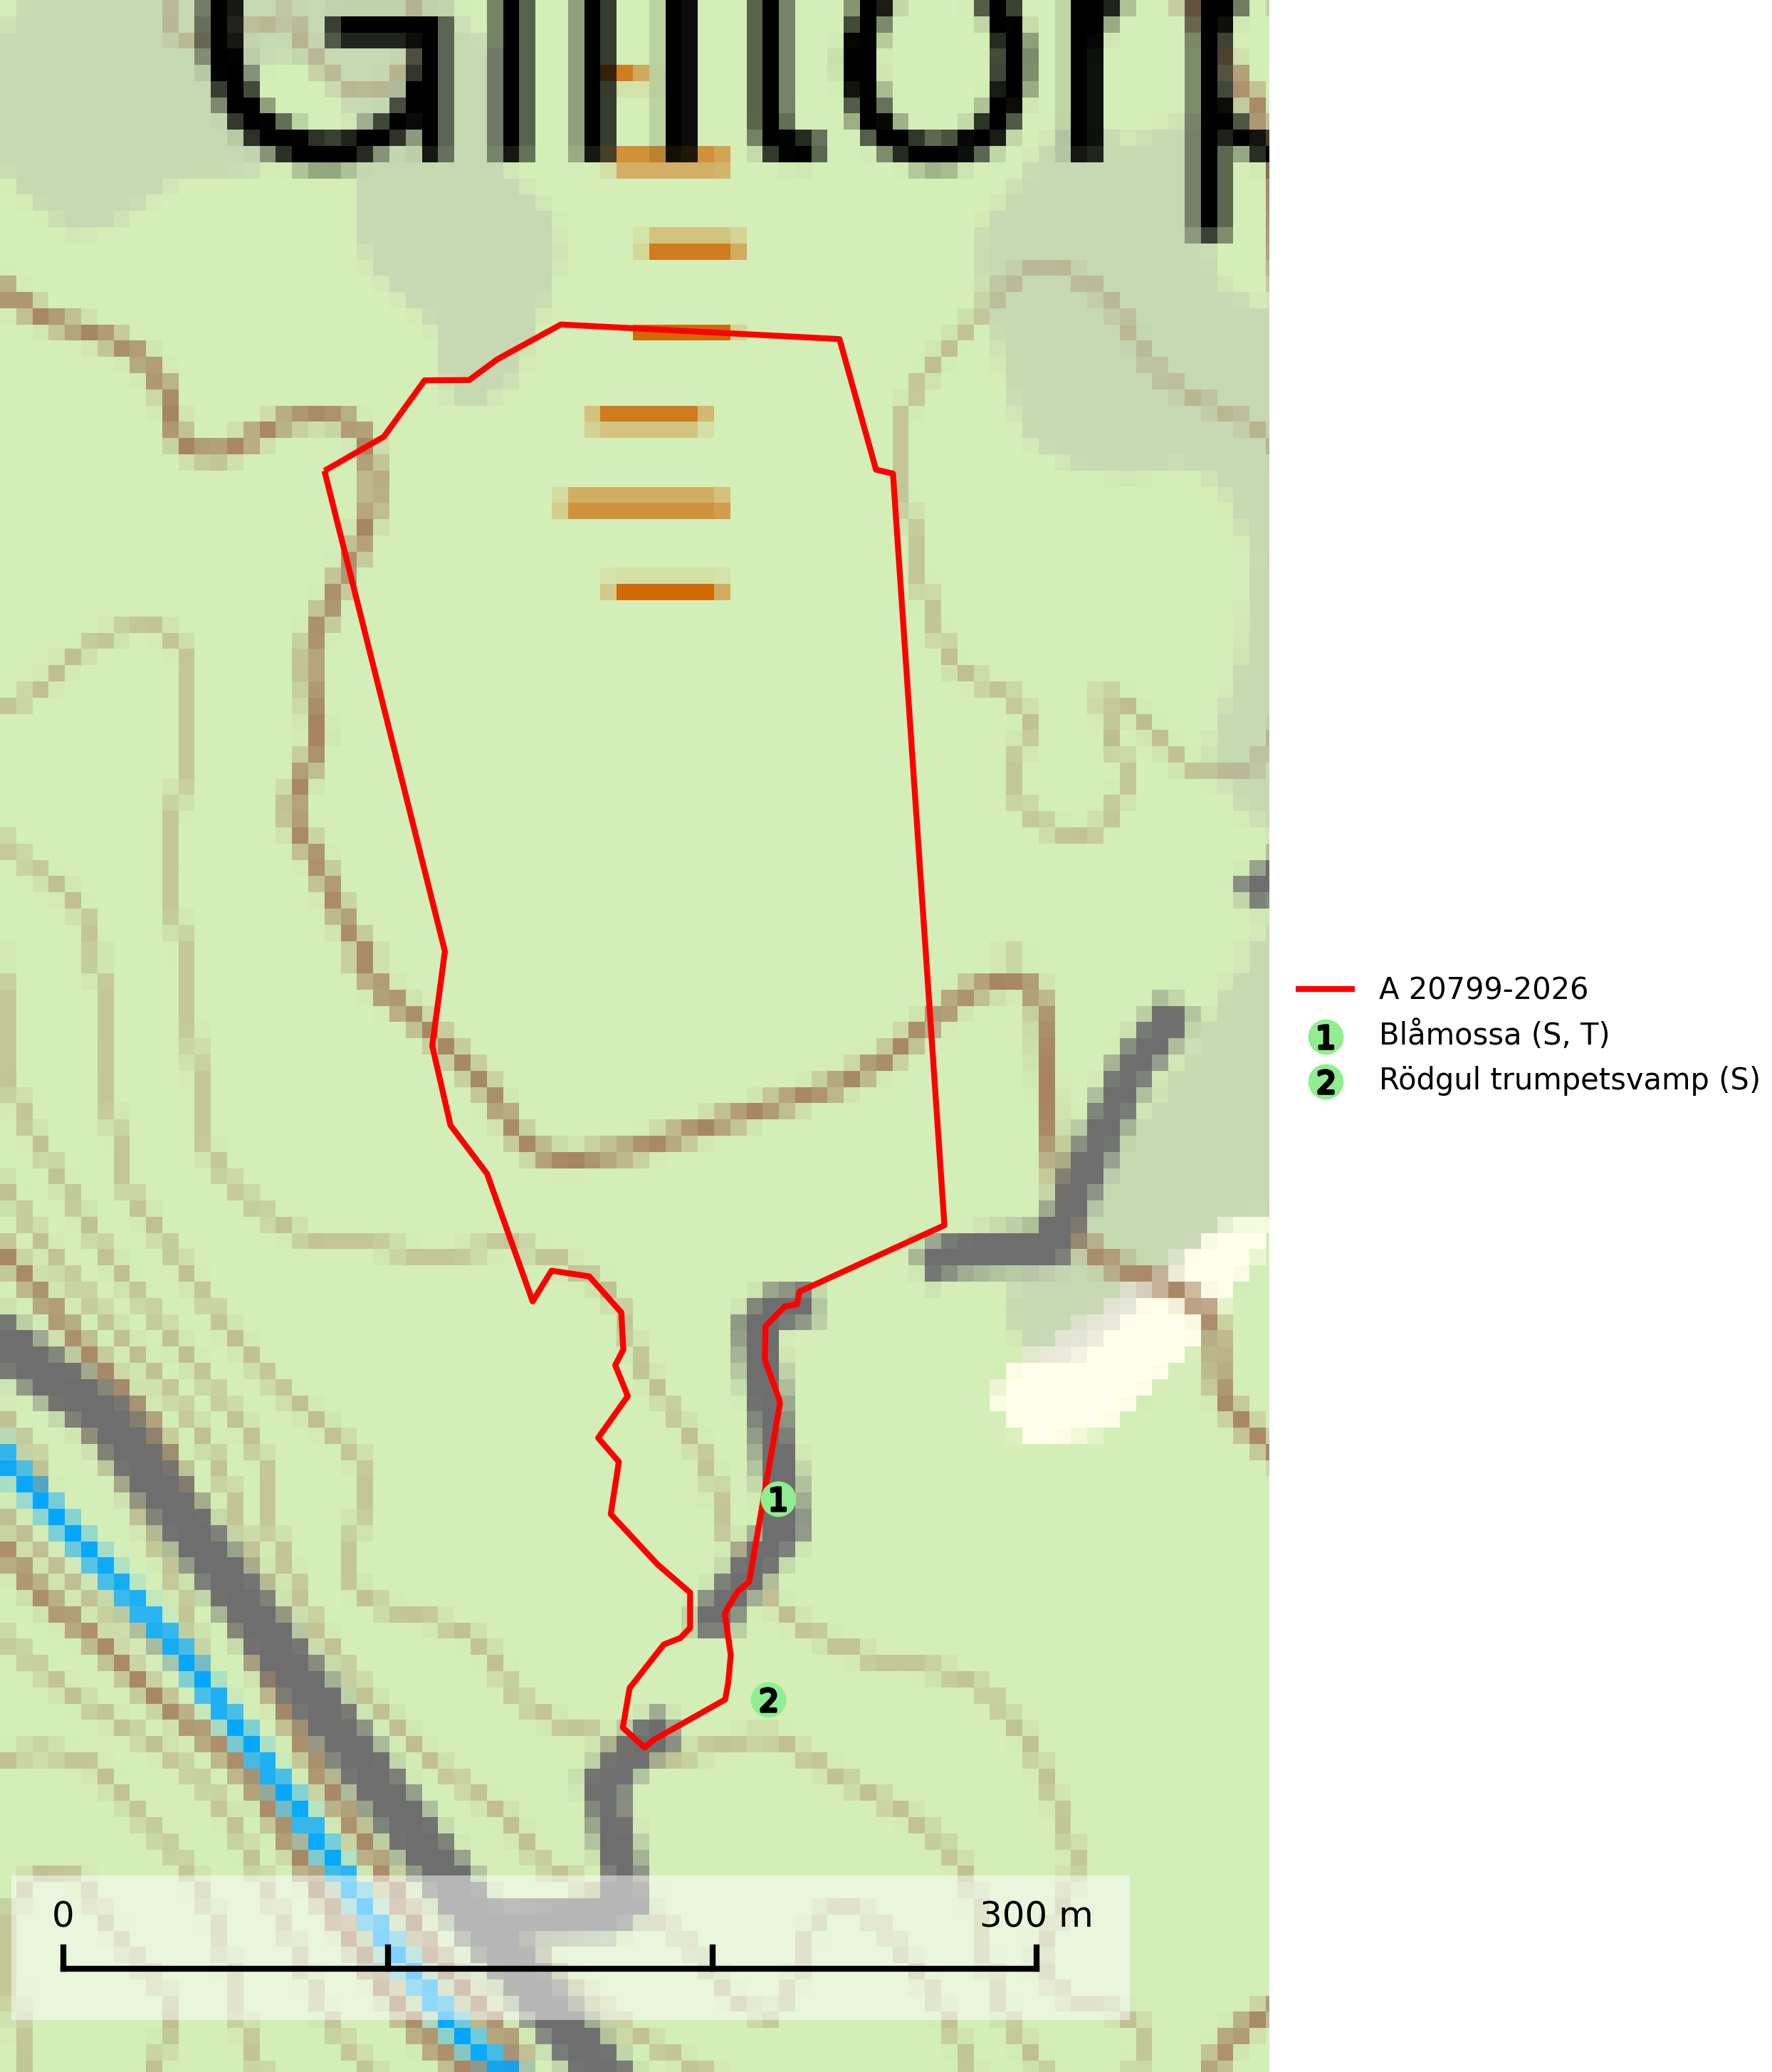 A 20799-2026
1 Blåmossa (S, T)
2 Rödgul trumpetsvamp (S)
1
2
0 300 m